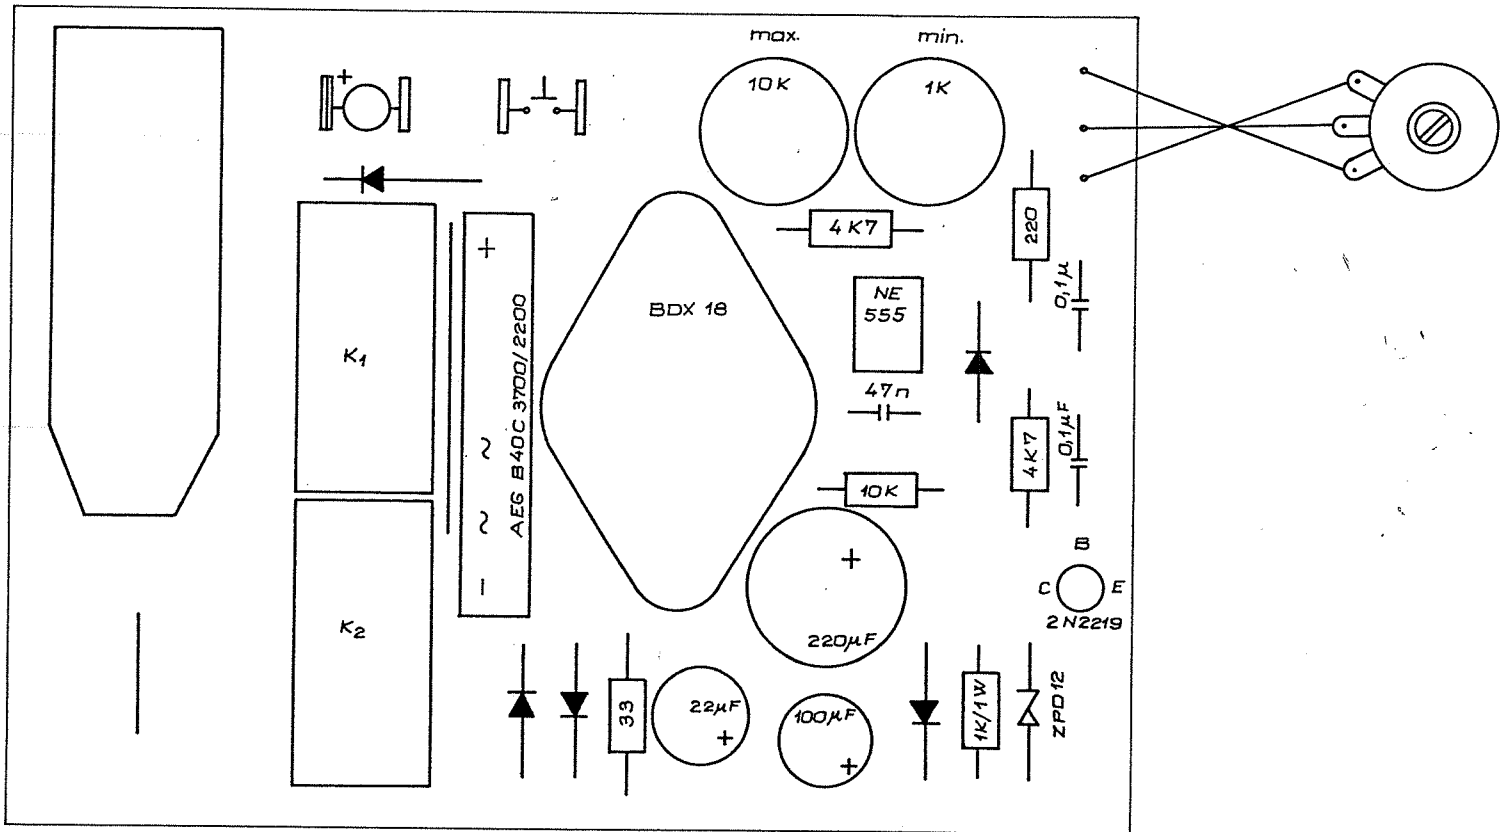 max.
min.
10K
1K
+
4K7
220
+
NE
555
0,1μ
BDX 18
AEG B40C 3700/2200
K1
47n
4K7
0,1μF
~
10K
~
B
+
C
E
-
2N2219
K2
220μF
33
22μF
+
100μF
+
1K/1W
ZPD12